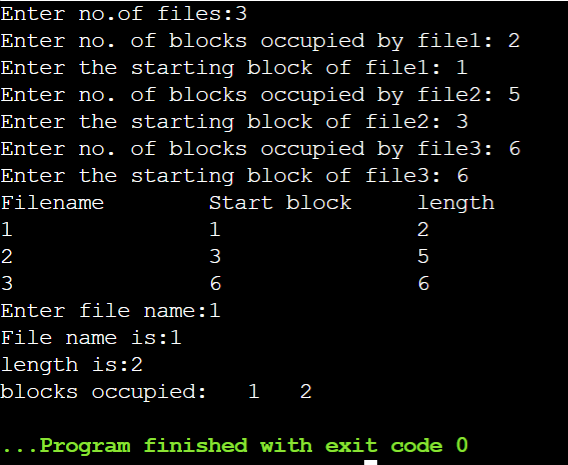 Enter no.of files:3
Enter no. of blocks occupied by file1: 2
Enter the starting block of file1: 1
Enter no. of blocks occupied by file2: 5
Enter the starting block of file2: 3
Enter no. of blocks occupied by file3: 6
Enter the starting block of file3: 6
Filename        Start block     length
1               1               2
2               3               5
3               6               6
Enter file name:1
File name is:1
length is:2
blocks occupied:   1   2
...Program finished with exit code 0